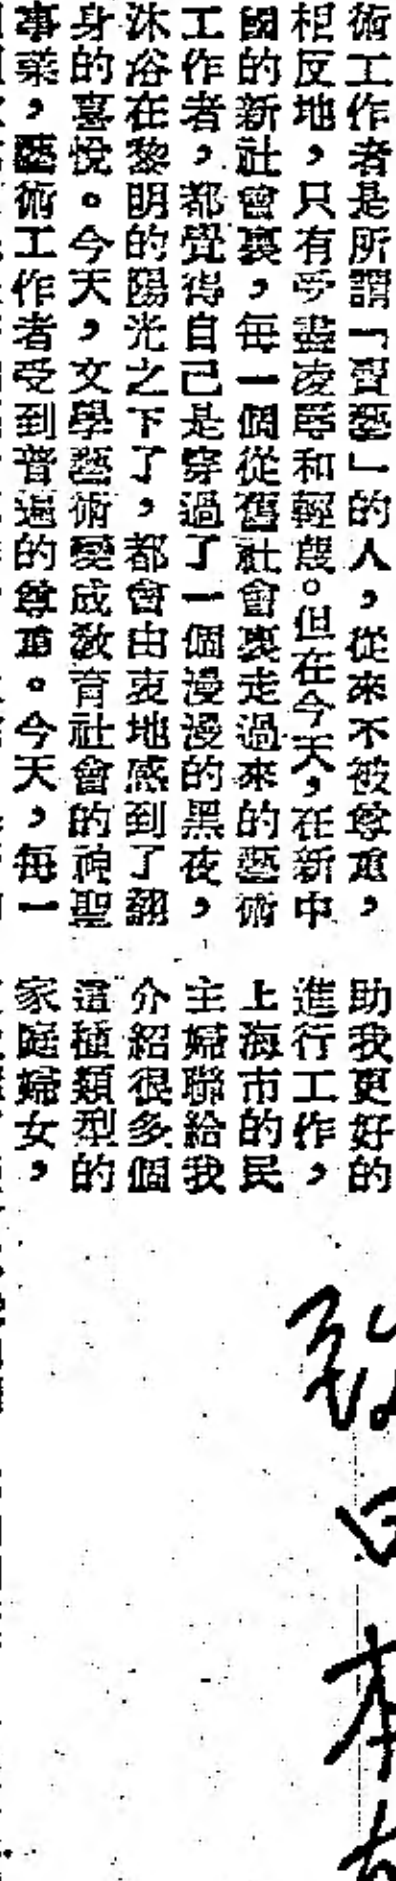 術工作者是所謂「賣藝」的人，從來不被尊重，
相反地，只有受盡凌辱和輕蔑。但在今天，在新中
國的新社會裏，每一個從舊社會裏走過來的藝術
工作者，都覺得自己是穿過了一個漫漫的黑夜，
沐浴在黎明的陽光之下了，都會由衷地感到了翻
身的喜悅。今天，文學藝術變成敎育社會的神聖
事業，藝術工作者受到普遍的尊重。今天，每一
助我更好的
進行工作，
上海市的民
主婦聯給我
介紹很多個
這種類型的
家庭婦女，